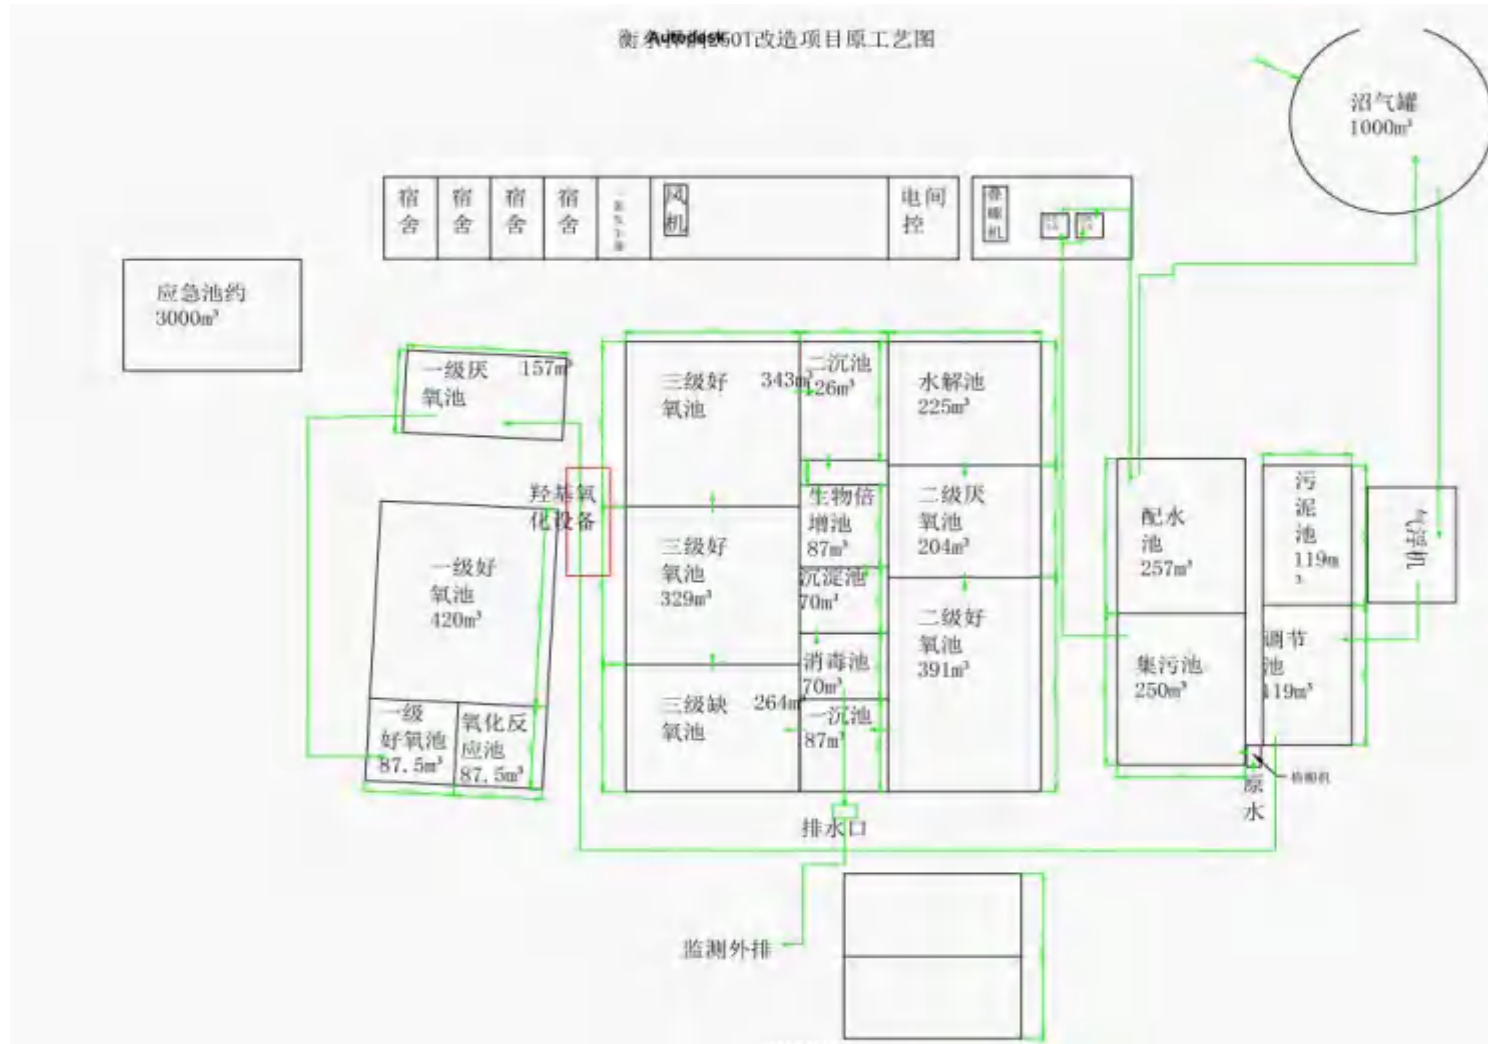 Autodesk
改造项目原工艺图
沼气罐
1000m³
宿舍
宿舍
宿舍
宿舍
风机
电间
控
叠螺机
应急池约
3000m³
一级厌
氧池
157m³
三级好
氧池
343m³
二沉池
126m³
水解池
225m³
羟基氧
化设备
生物倍
增池
87m³
二级厌
氧池
204m³
配水
池
257m³
污
泥
池
119m³
气浮机
一级好
氧池
420m³
三级好
氧池
329m³
沉淀池
70m³
二级好
氧池
391m³
消毒池
70m³
集污池
250m³
调节
池
119m³
一级
好氧池
87.5m³
氧化反
应池
87.5m³
三级缺
氧池
264m³
一沉池
87m³
原
水
排水口
监测外排